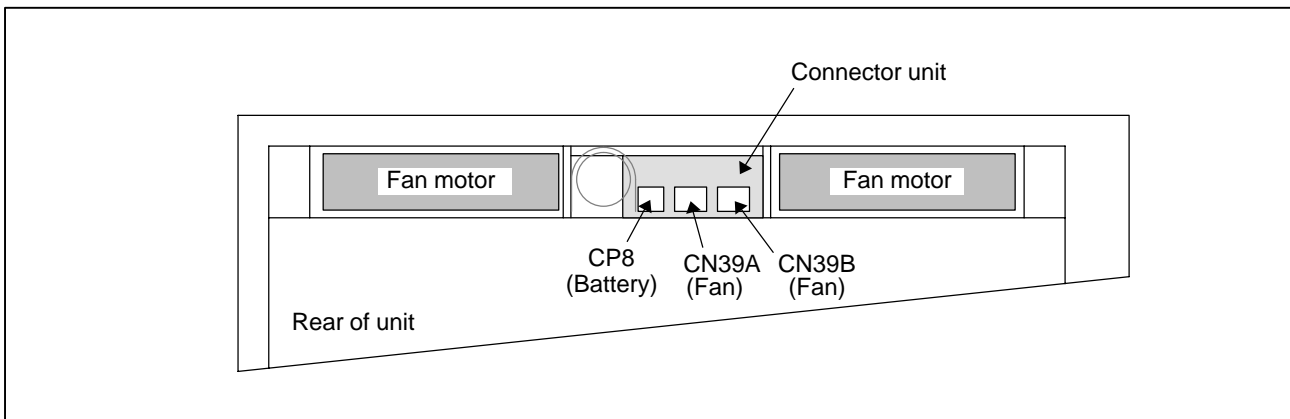 Connector unit
Fan motor
Fan motor
CP8
(Battery)
CN39A
(Fan)
CN39B
(Fan)
Rear of unit